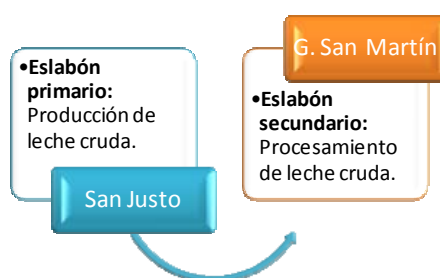 •Eslabón
primario:
Producción de
leche cruda.
San Justo
G. San Martín
•Eslabón
secundario:
Procesamiento
de leche cruda.